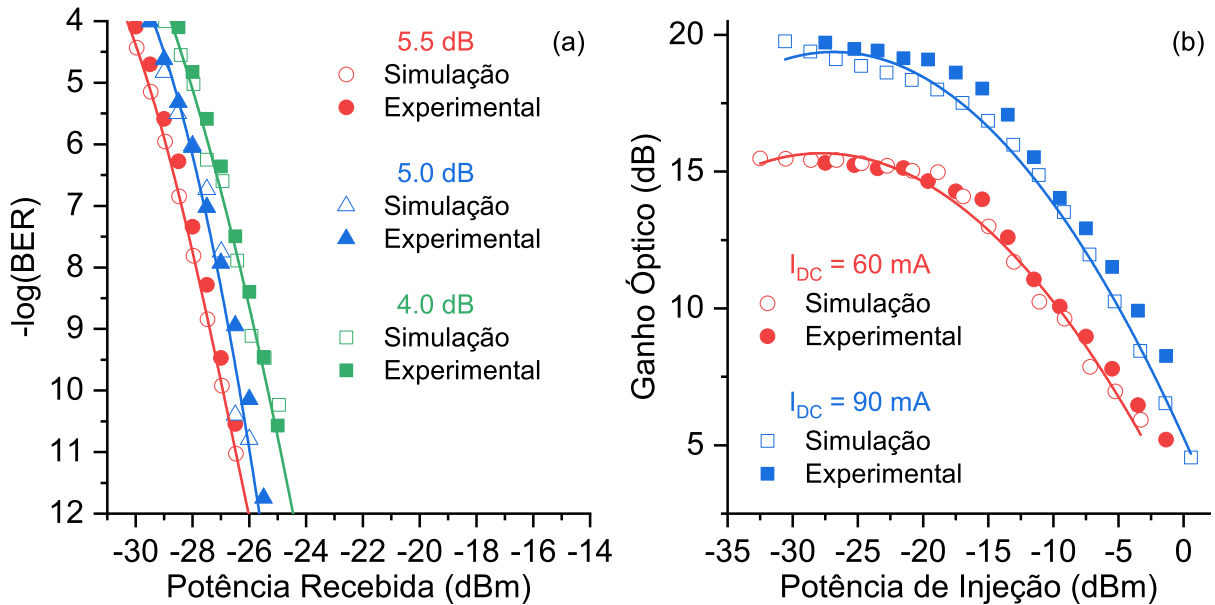 (a)
-log(BER)
4
5
6
7
8
9
10
11
12
-30 -28 -26 -24 -22 -20 -18 -16 -14
Potência Recebida (dBm)
5.5 dB
Simulação
Experimental
5.0 dB
Simulação
Experimental
4.0 dB
Simulação
Experimental
(b)
Ganho Óptico (dB)
20
15
10
5
-35 -30 -25 -20 -15 -10 -5 0
Potência de Injeção (dBm)
I_DC = 60 mA
Simulação
Experimental
I_DC = 90 mA
Simulação
Experimental